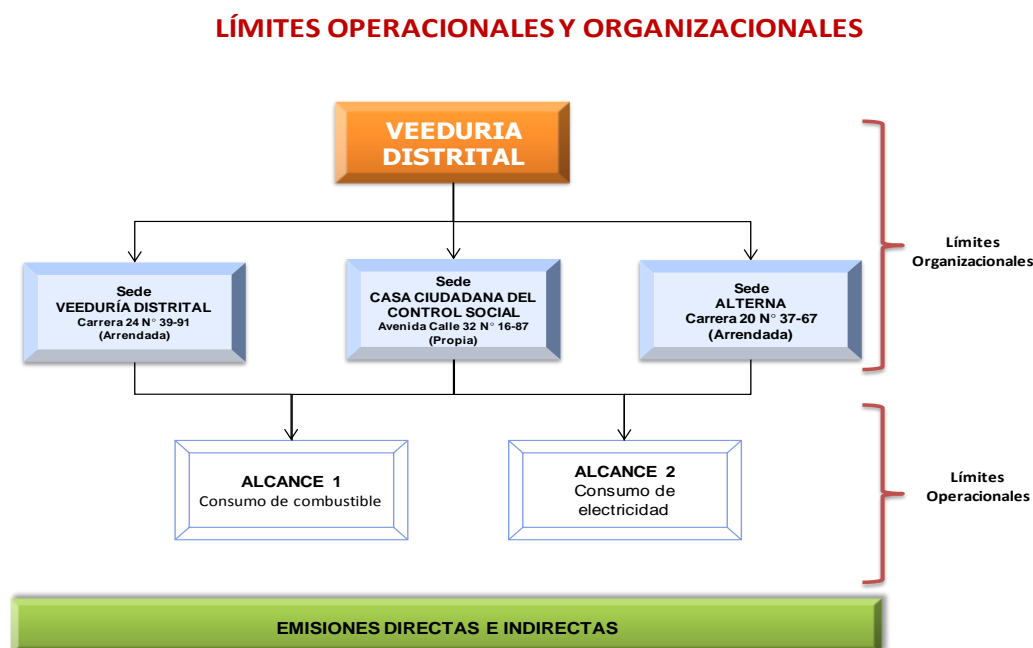 LÍMITES OPERACIONALES Y ORGANIZACIONALES
VEEDURIA
DISTRITAL
Sede
VEEDURÍA DISTRITAL
Carrera 24 N° 39-91
(Arrendada)
Sede
CASA CIUDADANA DEL
CONTROL SOCIAL
Avenida Calle 32 N° 16-87
(Propia)
Sede
ALTERNA
Carrera 20 N° 37-67
(Arrendada)
Límites
Organizacionales
ALCANCE 1
Consumo de combustible
ALCANCE 2
Consumo de
electricidad
Límites
Operacionales
EMISIONES DIRECTAS E INDIRECTAS